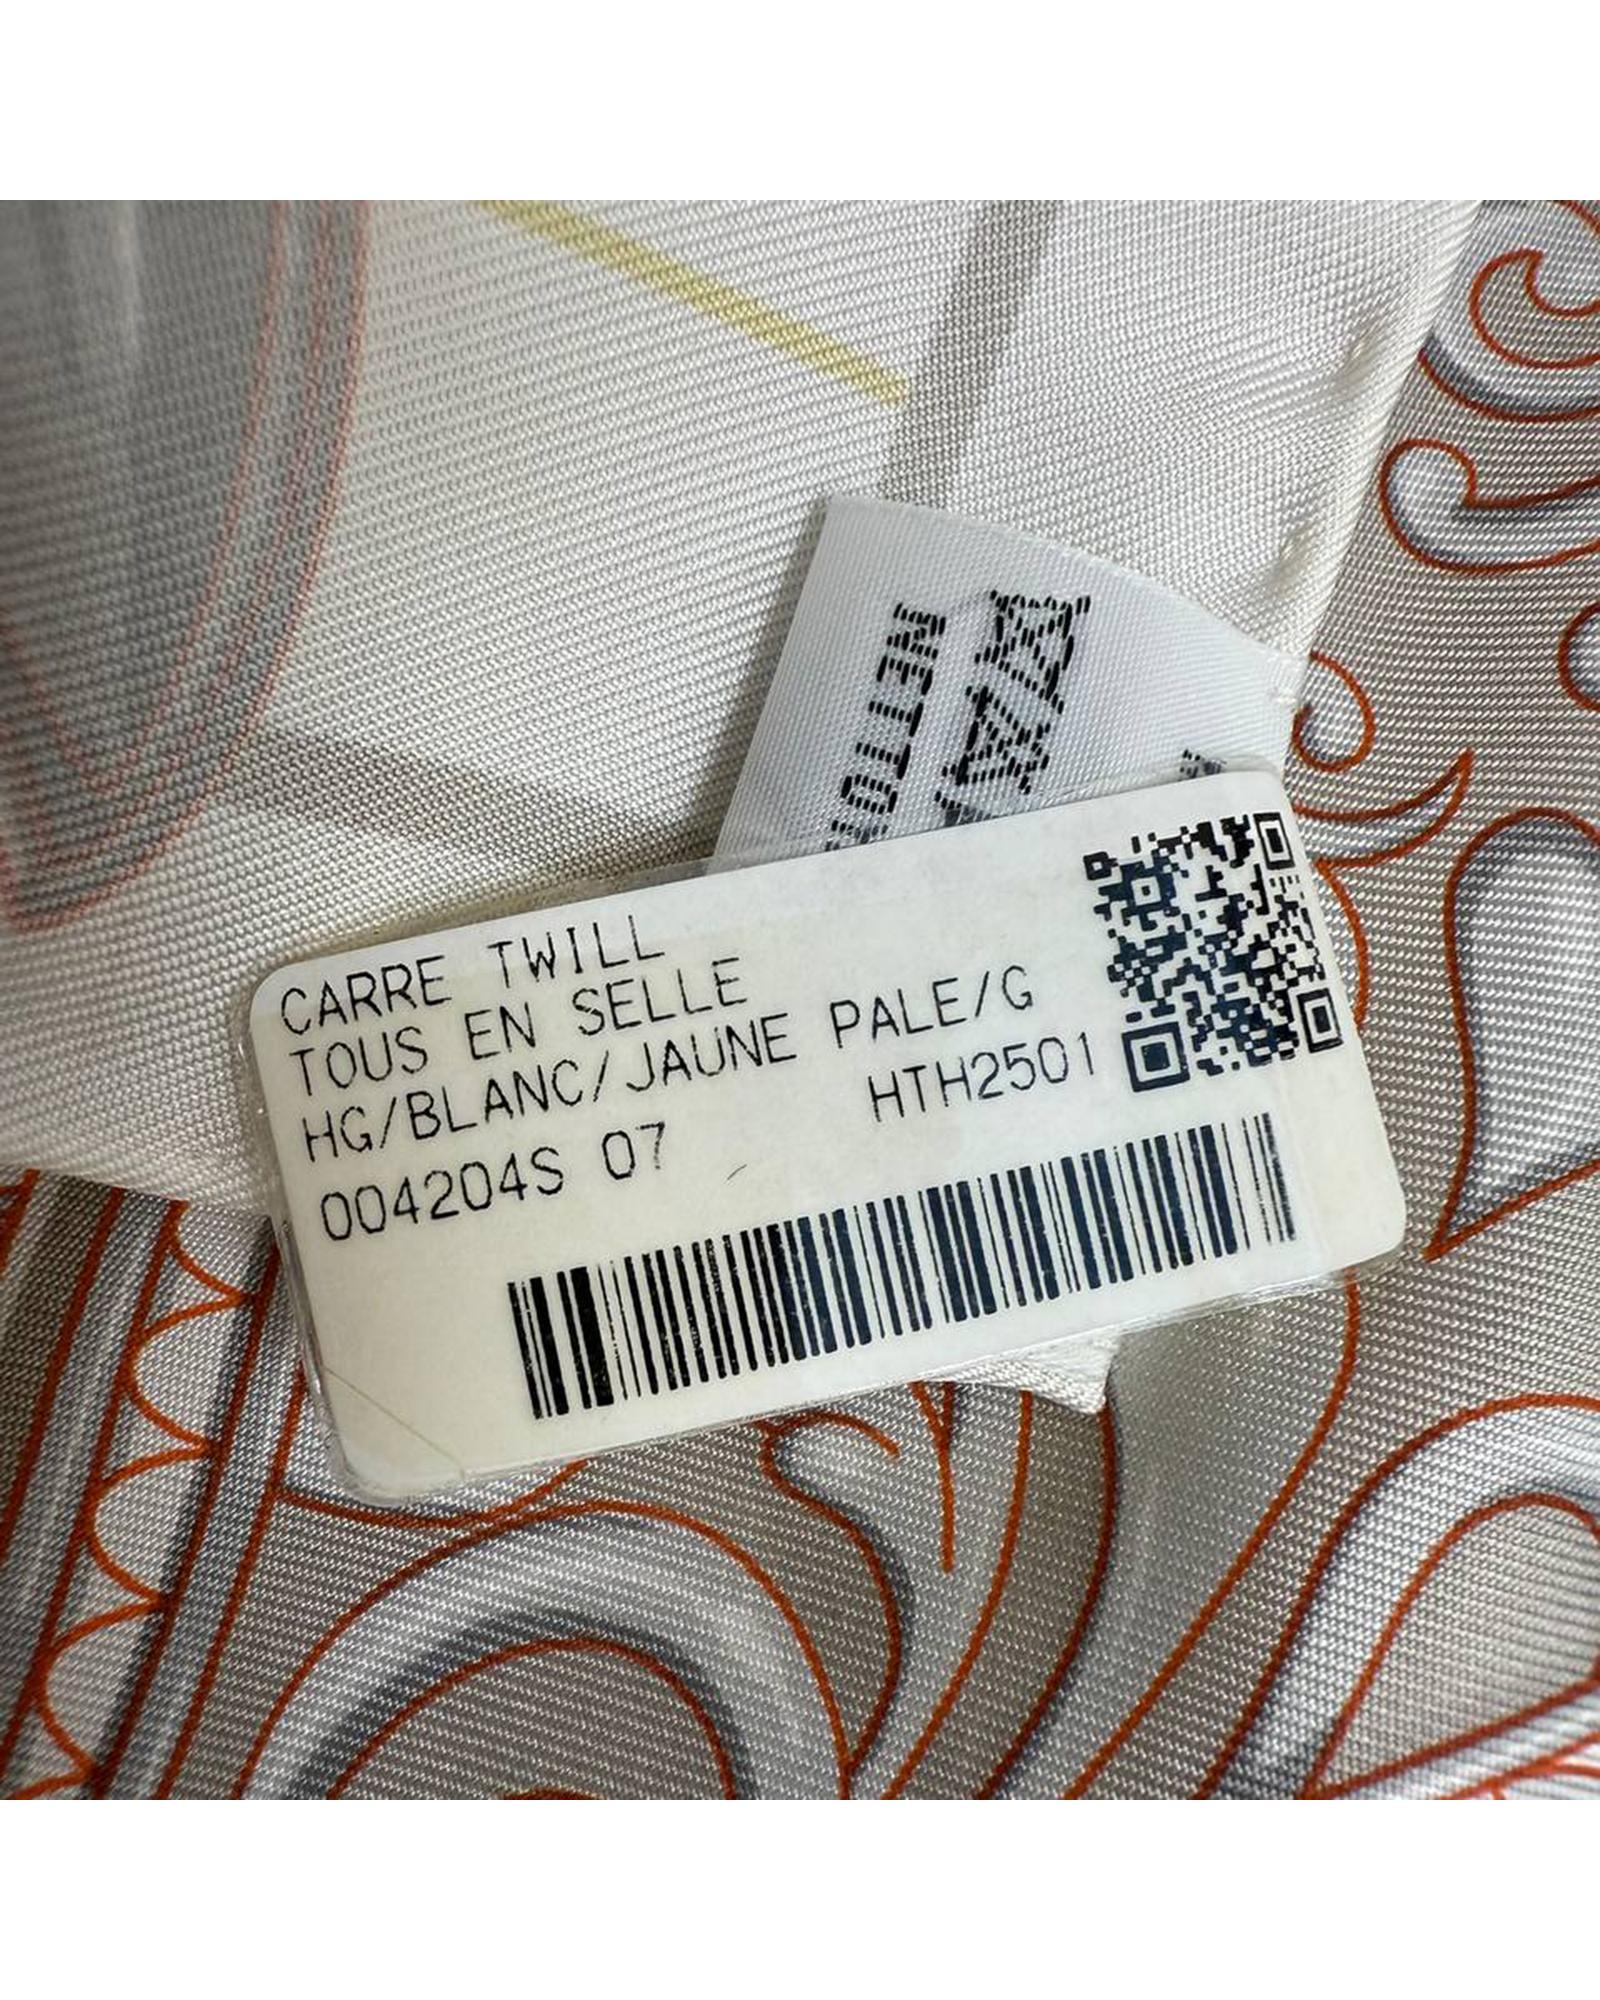 CARRE TWILL
TOUS EN SELLE
HG/BLANC/JAUNE PALE/G
HTH2501
004204S 07